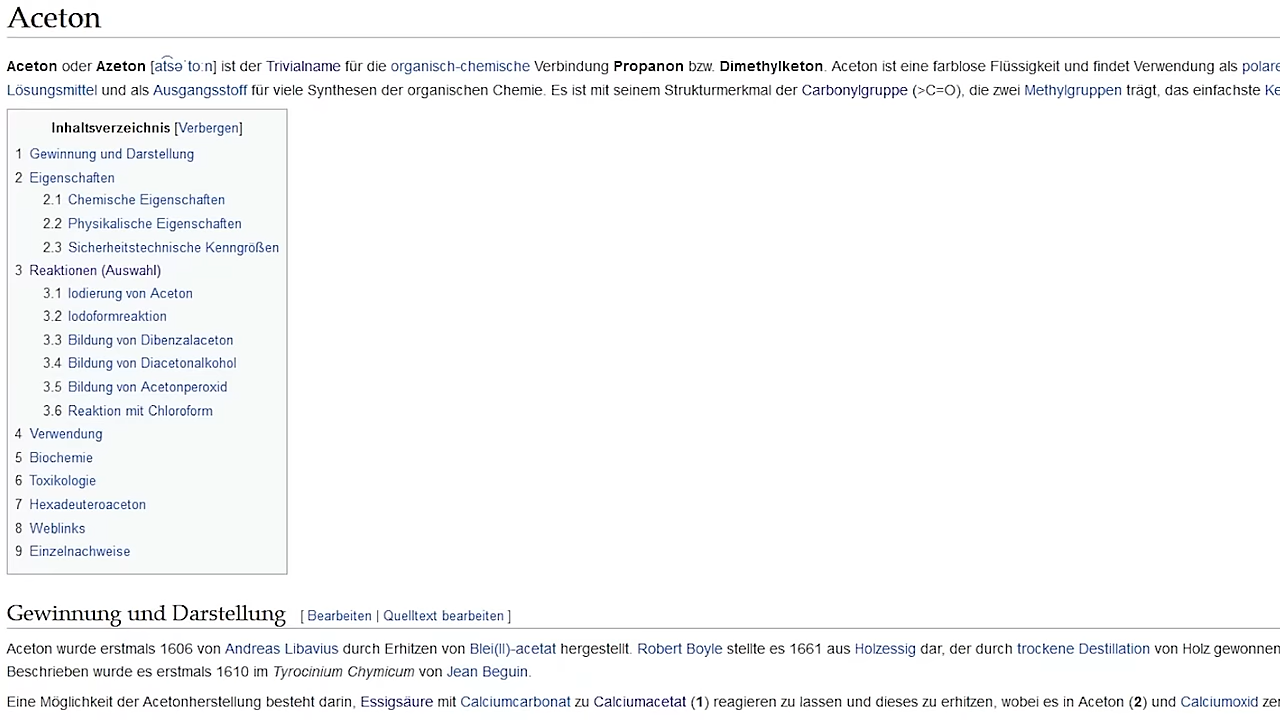 Aceton
Aceton oder Azeton [at͡səˈtoːn] ist der Trivialname für die organisch-chemische Verbindung Propanon bzw. Dimethylketon. Aceton ist eine farblose Flüssigkeit und findet Verwendung als polare
Lösungsmittel und als Ausgangsstoff für viele Synthesen der organischen Chemie. Es ist mit seinem Strukturmerkmal der Carbonylgruppe (>C=O), die zwei Methylgruppen trägt, das einfachste Ke
Inhaltsverzeichnis [Verbergen]
1 Gewinnung und Darstellung
2 Eigenschaften
2.1 Chemische Eigenschaften
2.2 Physikalische Eigenschaften
2.3 Sicherheitstechnische Kenngrößen
3 Reaktionen (Auswahl)
3.1 Iodierung von Aceton
3.2 Iodoformreaktion
3.3 Bildung von Dibenzalaceton
3.4 Bildung von Diacetonalkohol
3.5 Bildung von Acetonperoxid
3.6 Reaktion mit Chloroform
4 Verwendung
5 Biochemie
6 Toxikologie
7 Hexadeuteroaceton
8 Weblinks
9 Einzelnachweise
Gewinnung und Darstellung [ Bearbeiten | Quelltext bearbeiten ]
Aceton wurde erstmals 1606 von Andreas Libavius durch Erhitzen von Blei(II)-acetat hergestellt. Robert Boyle stellte es 1661 aus Holzessig dar, der durch trockene Destillation von Holz gewonnen
Beschrieben wurde es erstmals 1610 im Tyrocinium Chymicum von Jean Beguin.
Eine Möglichkeit der Acetonherstellung besteht darin, Essigsäure mit Calciumcarbonat zu Calciumacetat (1) reagieren zu lassen und dieses zu erhitzen, wobei es in Aceton (2) und Calciumoxid ze